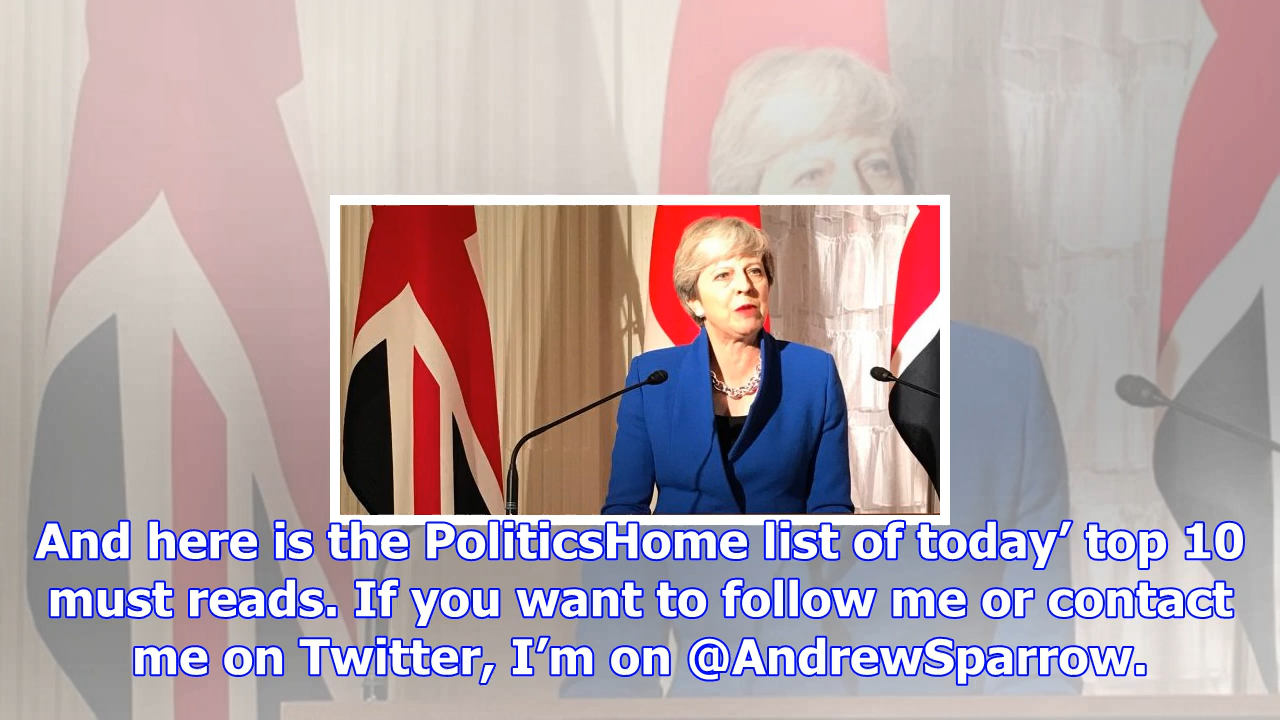 And here is the PoliticsHome list of today’ top 10
must reads. If you want to follow me or contact
me on Twitter, I’m on @AndrewSparrow.